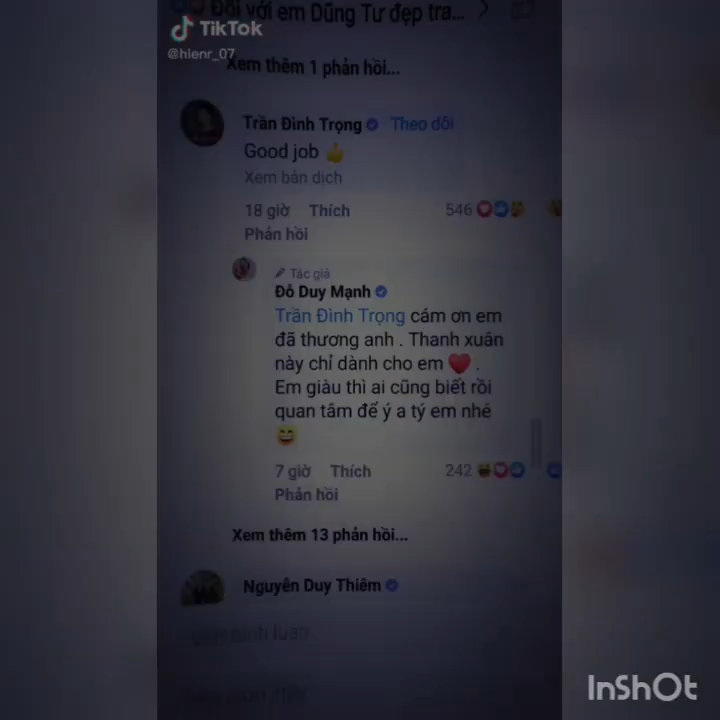 Đối với em Dũng Tư đẹp tra...
TikTok
@hienr_07
Xem thêm 1 phản hồi...
Trần Đình Trọng Theo dõi
Good job 👍
Xem bản dịch
18 giờ Thích 546
Phản hồi
Tác giả
Đỗ Duy Mạnh
Trần Đình Trọng cám ơn em
đã thương anh . Thanh xuân
này chỉ dành cho em ❤️ .
Em giàu thì ai cũng biết rồi
quan tâm để ý a tý em nhé
😄
7 giờ Thích 242
Phản hồi
Xem thêm 13 phản hồi...
Nguyễn Duy Thiêm
bình luận
InShOt